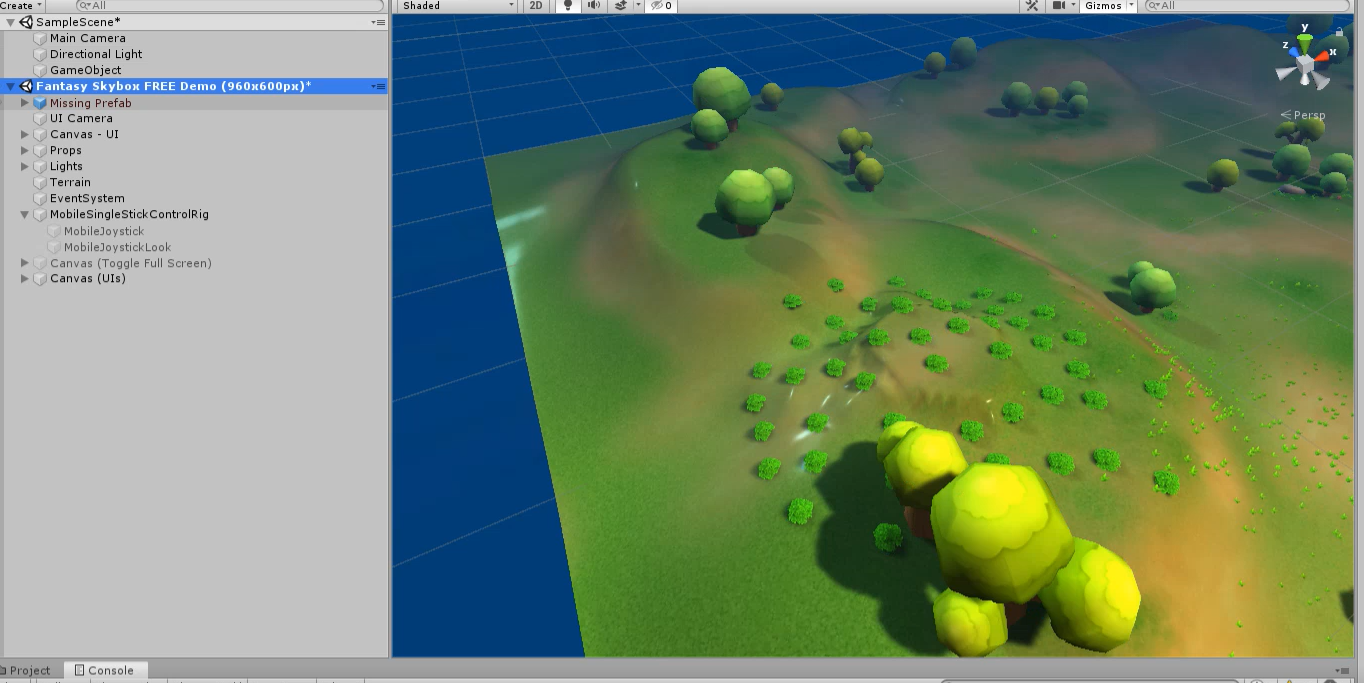 Create All
Shaded 2D 0 Gizmos All
SampleScene*
Main Camera
Directional Light
GameObject
Fantasy Skybox FREE Demo (960x600px)*
Missing Prefab
UI Camera
Canvas - UI
Props
Lights
Terrain
EventSystem
MobileSingleStickControlRig
MobileJoystick
MobileJoystickLook
Canvas (Toggle Full Screen)
Canvas (UIs)
y
z
x
Persp
Project Console